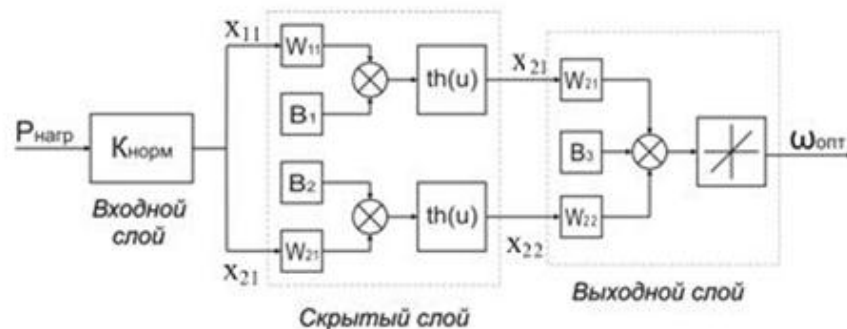 x₁₁
W₁₁
th(u)
x₂₁
W₂₁
B₁
Pнагр
Kнорм
B₃
ωопт
Входной
слой
B₂
th(u)
W₂₁
x₂₁
x₂₂
W₂₂
Скрытый слой
Выходной слой